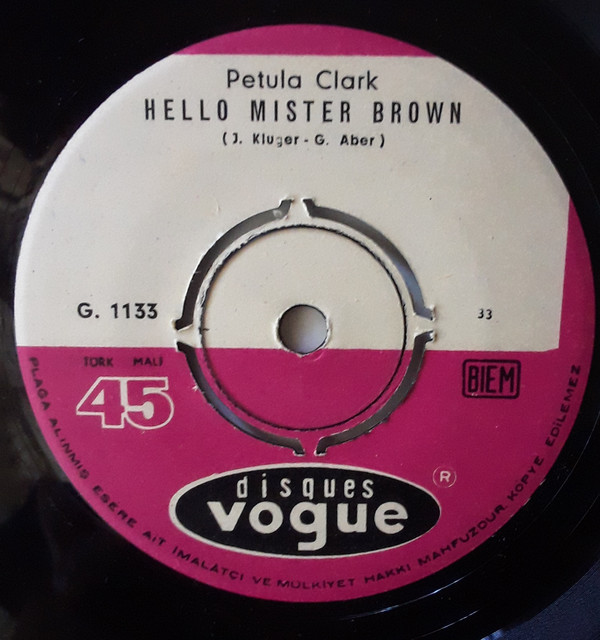 Petula Clark
HELLO MISTER BROWN
( J. Kluger - G. Aber )
G. 1133
33
TÜRK MALI
45
BIEM
disques
vogue
R
PLAĞA ALINMIŞ ESERE AİT İMALATÇI VE MÜLKİYET HAKKI MAHFUZDUR KOPYE EDİLEMEZ